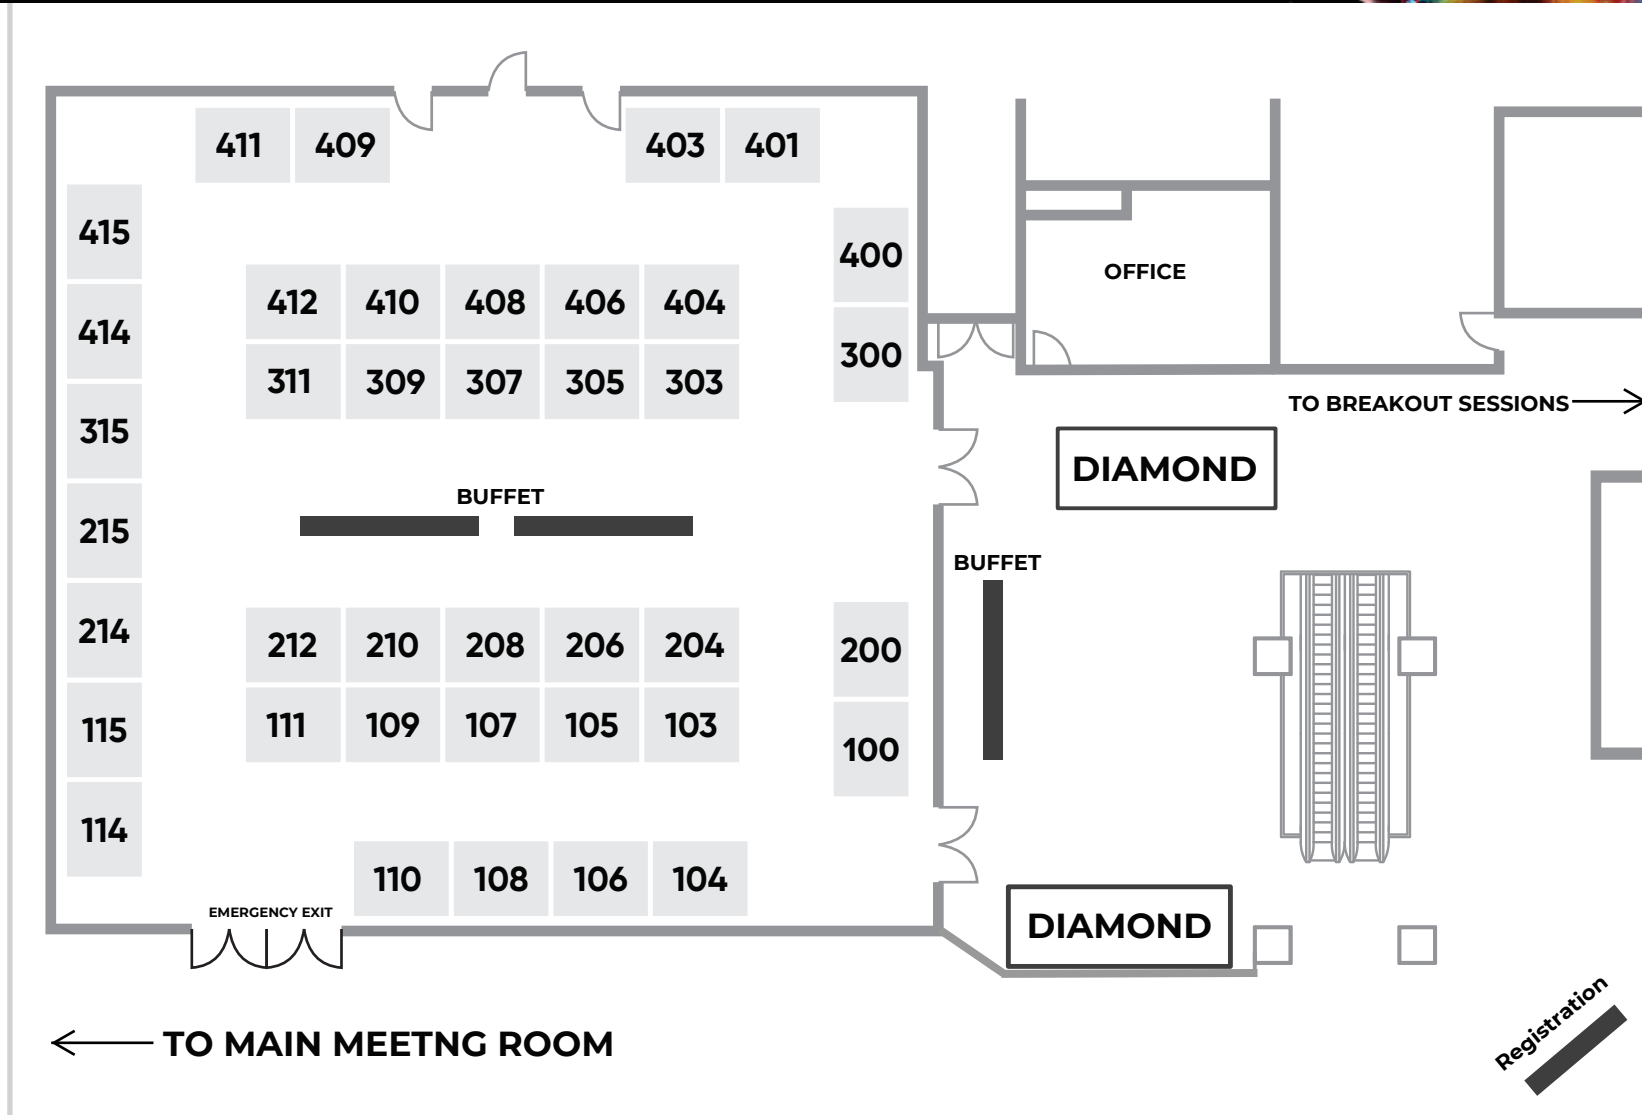 411 409 403 401
415
400
OFFICE
412 410 408 406 404
414
300
311 309 307 305 303
TO BREAKOUT SESSIONS
315
DIAMOND
BUFFET
215
BUFFET
214
212 210 208 206 204
200
115
111 109 107 105 103
100
114
110 108 106 104
EMERGENCY EXIT
DIAMOND
Registration
TO MAIN MEETNG ROOM